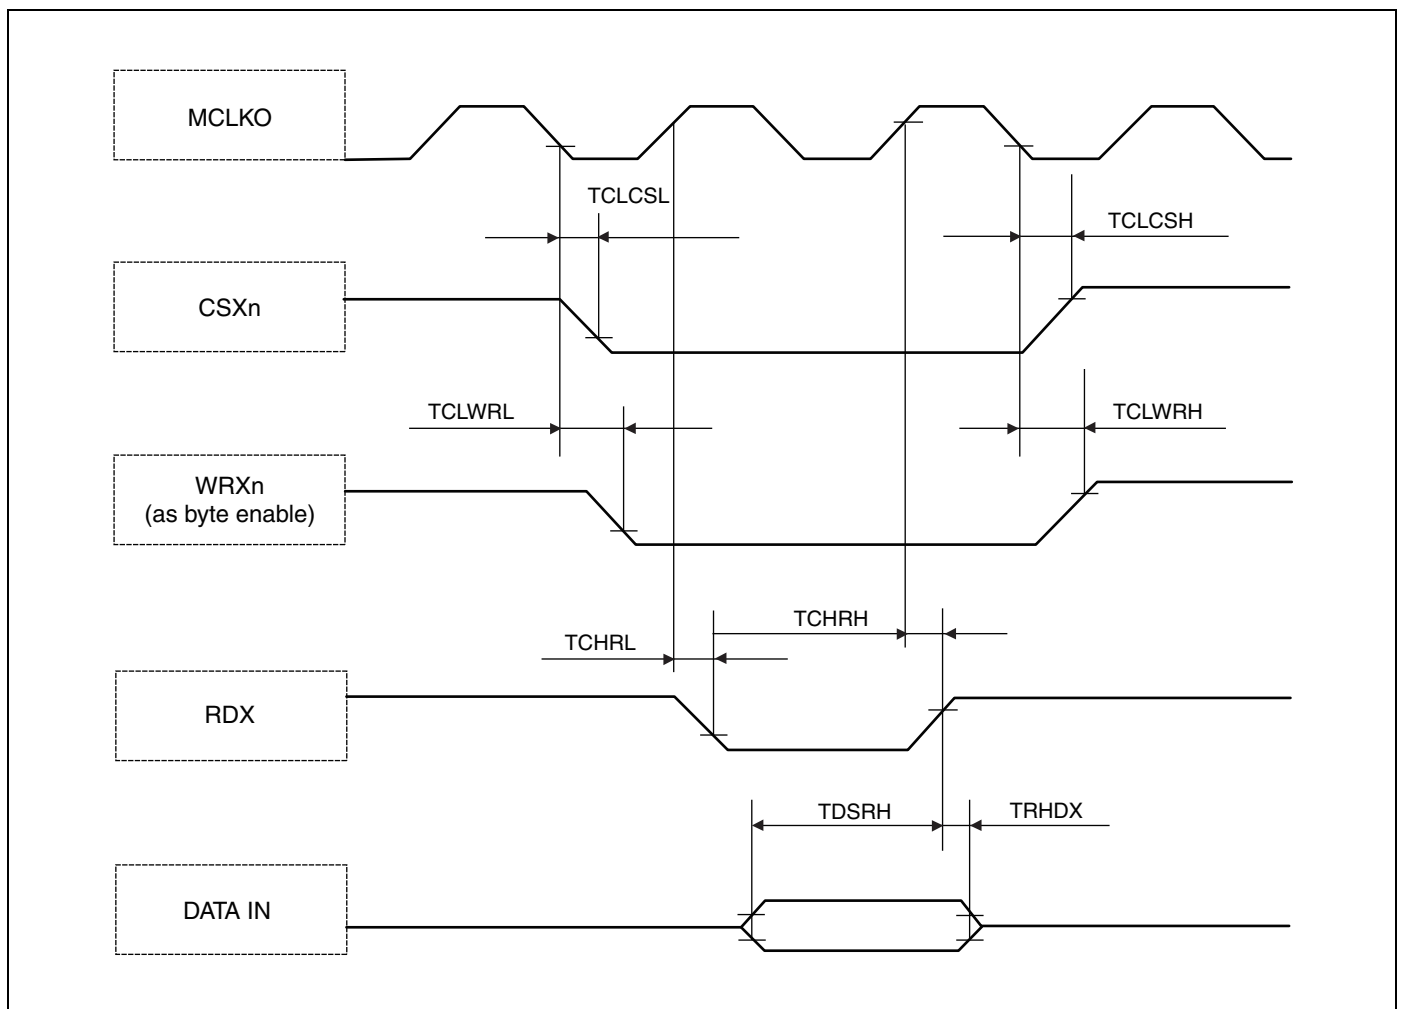 MCLKO
TCLCSL
TCLCSH
CSXn
TCLWRL
TCLWRH
WRXn
(as byte enable)
TCHRH
TCHRL
RDX
TDSRH
TRHDX
DATA IN